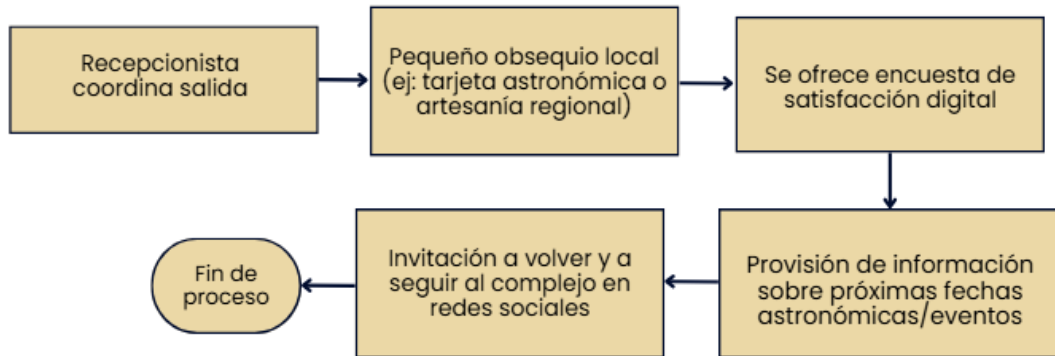 Recepcionista
coordina salida
Pequeño obsequio local
(ej: tarjeta astronómica o
artesanía regional)
Se ofrece encuesta de
satisfacción digital
Provisión de información
sobre próximas fechas
astronómicas/eventos
Invitación a volver y a
seguir al complejo en
redes sociales
Fin de
proceso